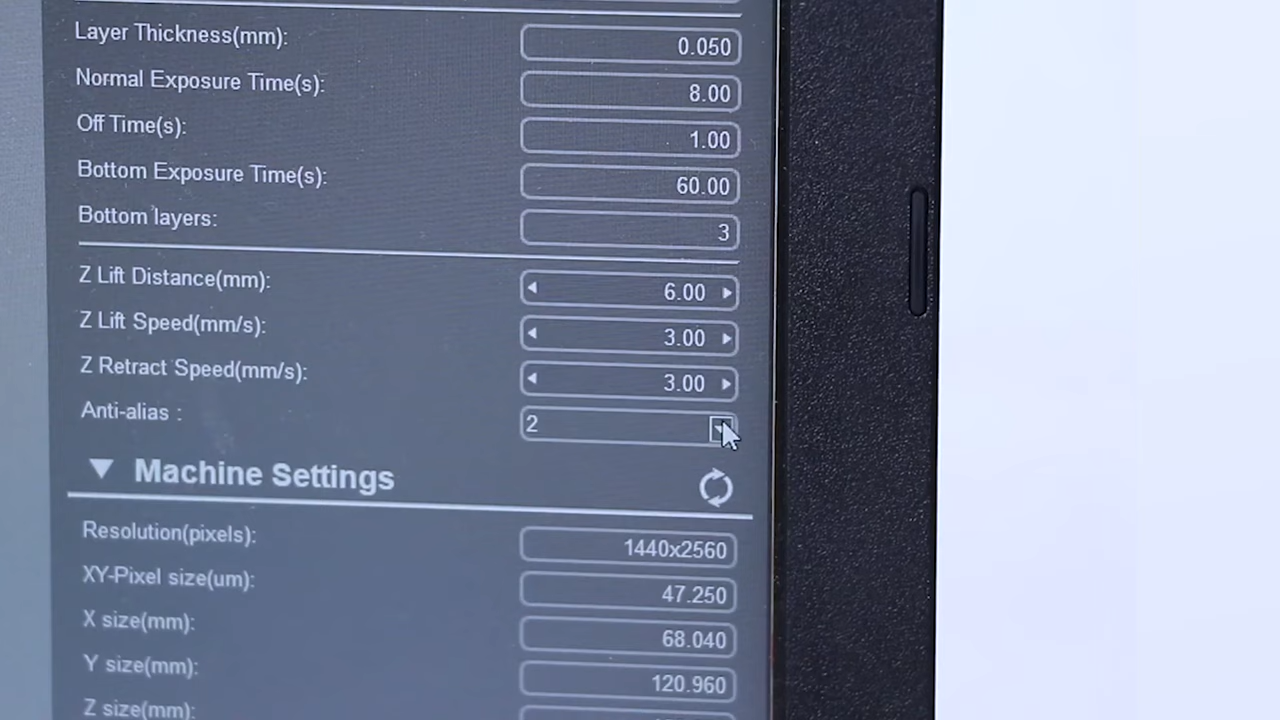 Layer Thickness(mm): 0.050
Normal Exposure Time(s): 8.00
Off Time(s): 1.00
Bottom Exposure Time(s): 60.00
Bottom layers: 3
Z Lift Distance(mm): 6.00
Z Lift Speed(mm/s): 3.00
Z Retract Speed(mm/s): 3.00
Anti-alias : 2
Machine Settings
Resolution(pixels): 1440x2560
XY-Pixel size(um): 47.250
X size(mm): 68.040
Y size(mm): 120.960
Z size(mm):